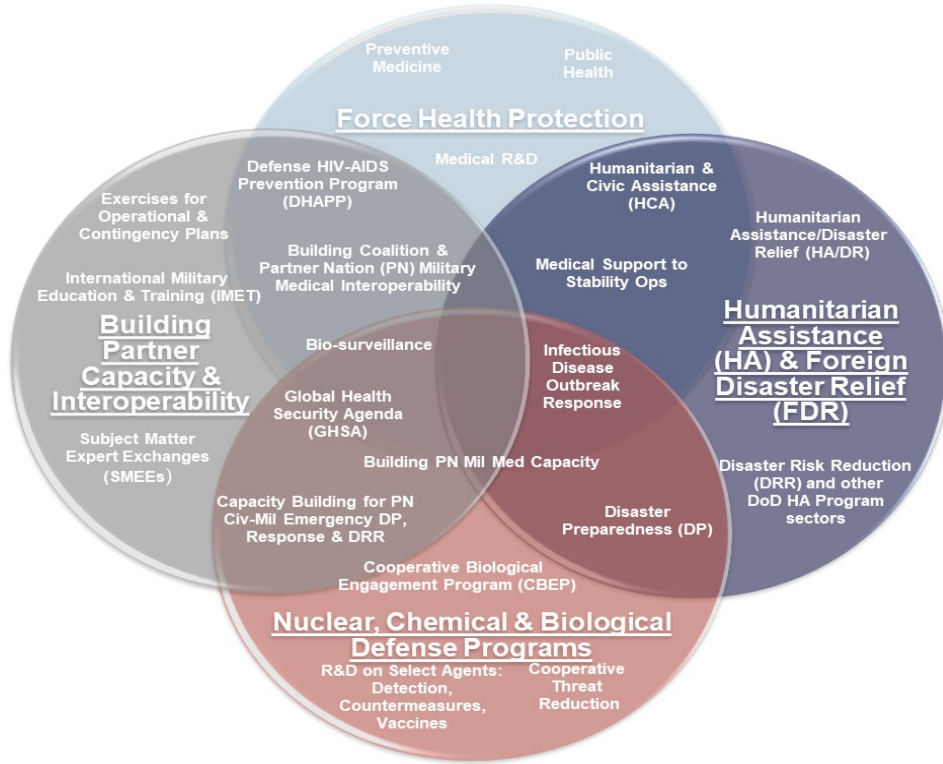 Preventive
Medicine
Public
Health
Force Health Protection
Medical R&D
Defense HIV-AIDS
Prevention Program
(DHAPP)
Humanitarian &
Civic Assistance
(HCA)
Exercises for
Operational &
Contingency Plans
Humanitarian
Assistance/Disaster
Relief (HA/DR)
Building Coalition &
Partner Nation (PN) Military
Medical Interoperability
Medical Support to
Stability Ops
International Military
Education & Training (IMET)
Building
Partner
Capacity &
Interoperability
Humanitarian
Assistance
(HA) & Foreign
Disaster Relief
(FDR)
Bio-surveillance
Infectious
Disease
Outbreak
Response
Global Health
Security Agenda
(GHSA)
Subject Matter
Expert Exchanges
(SMEEs)
Building PN Mil Med Capacity
Disaster Risk Reduction
(DRR) and other
DoD HA Program
sectors
Capacity Building for PN
Civ-Mil Emergency DP,
Response & DRR
Disaster
Preparedness (DP)
Cooperative Biological
Engagement Program (CBEP)
Nuclear, Chemical & Biological
Defense Programs
R&D on Select Agents:
Detection,
Countermeasures,
Vaccines
Cooperative
Threat
Reduction